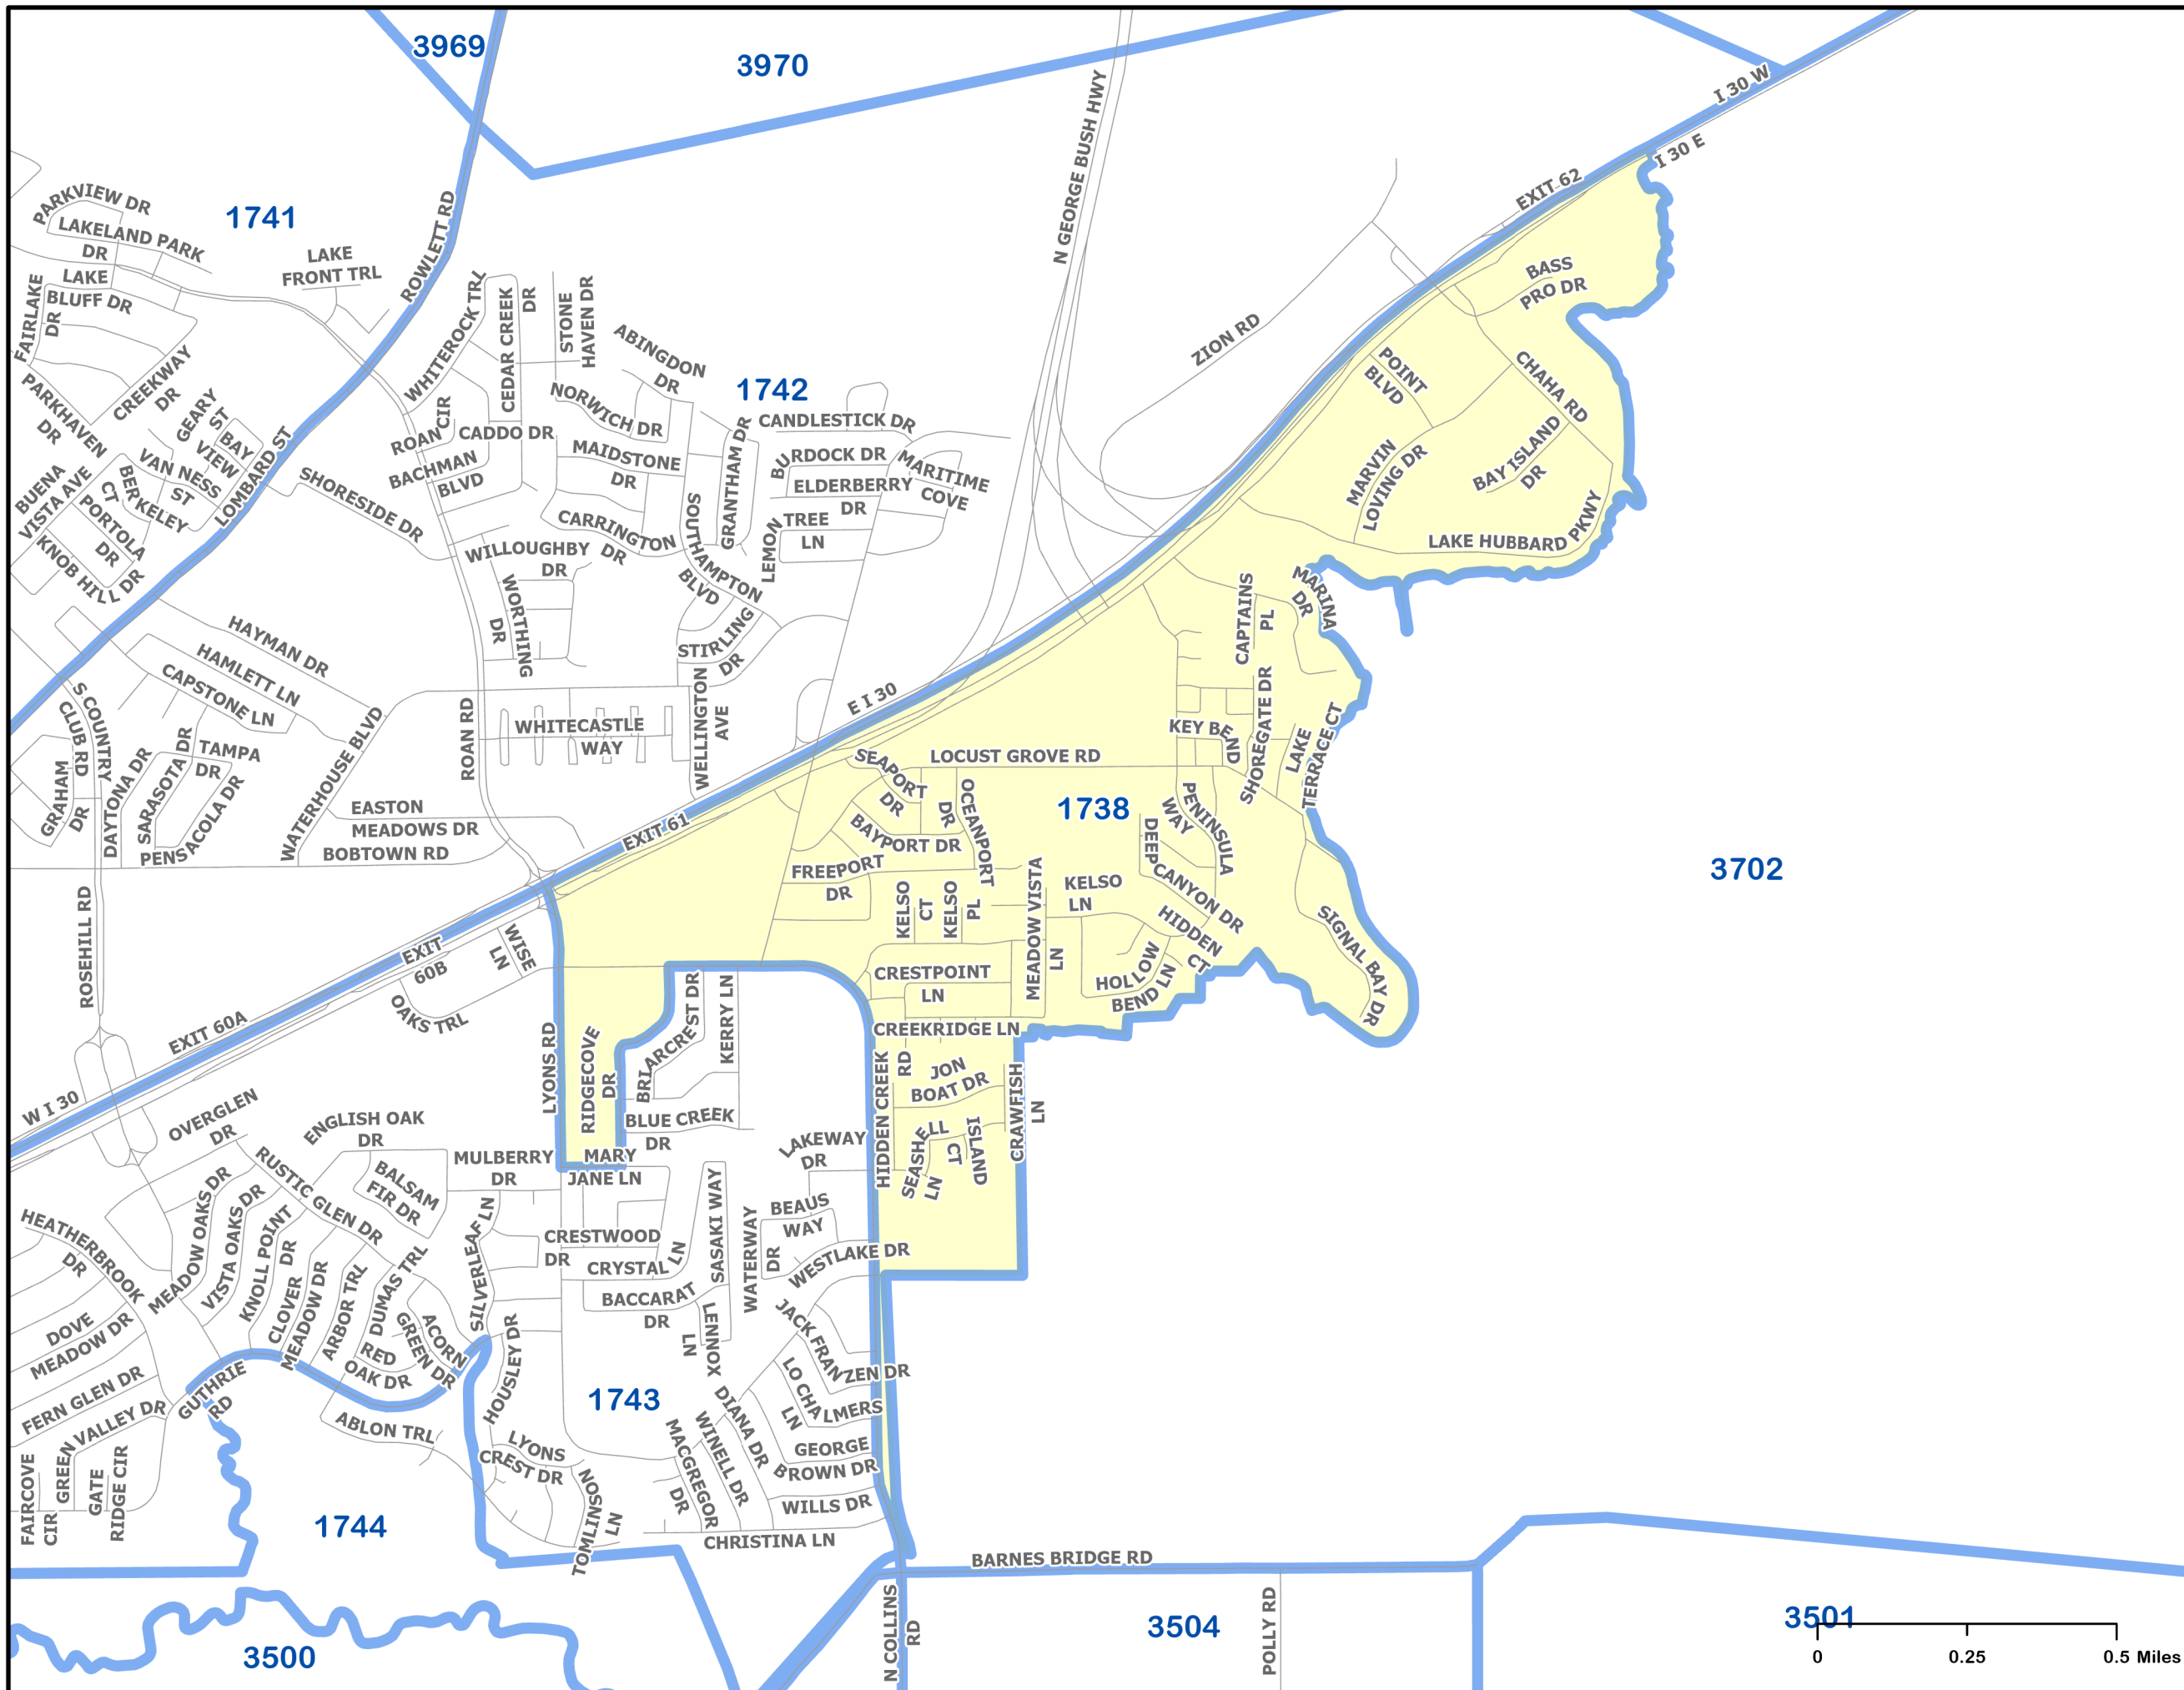 3969
3970
I 30 W
I 30 E
EXIT 62
N GEORGE BUSH HWY
1741
PARKVIEW DR
LAKELAND PARK
DR
LAKE
FRONT TRL
ROWLETT RD
LAKE
BLUFF DR
FAIRLAKE
DR
CREEKWAY
DR
PARKHAVEN
DR
GEARY
ST
BAY
VIEW
VAN NESS
ST
LOMBARD ST
BUENA
VISTA AVE
BERKELEY
CT
PORTOLA
DR
KNOB HILL DR
SHORESIDE DR
WHITEROCK TRL
CEDAR CREEK
DR
STONE
HAVEN DR
ABINGDON
DR
1742
NORWICH DR
ROAN
CIR
CADDO DR
BACHMAN
BLVD
MAIDSTONE
DR
CARRINGTON
DR
GRANTHAM DR
SOUTHAMPTON
BLVD
CANDLESTICK DR
BURDOCK DR
MARITIME
COVE
ELDERBERRY
DR
LEMON
TREE
LN
WILLOUGHBY
DR
WORTHING
DR
STIRLING
DR
ZION RD
BASS
PRO DR
POINT
BLVD
CHAHA RD
MARVIN
LOVING DR
BAY ISLAND
DR
LAKE HUBBARD
PKWY
HAYMAN DR
HAMLETT LN
CAPSTONE LN
S COUNTRY
CLUB RD
TAMPA
DR
SARASOTA DR
DAYTONA DR
PENSACOLA DR
GRAHAM
DR
WATERHOUSE BLVD
ROAN RD
WHITECASTLE
WAY
WELLINGTON
AVE
E I 30
EASTON
MEADOWS DR
BOBTOWN RD
EXIT 61
CAPTAINS
PL
MARINA
DR
KEY BEND
SHOREGATE DR
LAKE
TERRACE CT
LOCUST GROVE RD
SEAPORT
DR
OCEANPORT
DR
BAYPORT DR
FREEPORT
DR
1738
PENINSULA
WAY
DEEP
CANYON DR
3702
KELSO
CT
KELSO
PL
MEADOW VISTA
LN
KELSO
LN
HIDDEN
CT
HOLLOW
BEND LN
SIGNAL BAY DR
CRESTPOINT
LN
CREEKRIDGE LN
ROSEHILL RD
EXIT
60B
WISE
LN
OAKS TRL
EXIT 60A
W I 30
LYONS RD
RIDGECOVE
DR
BRIARCREST DR
KERRY LN
BLUE CREEK
DR
HIDDEN CREEK
RD
JON
BOAT DR
CRAWFISH
LN
SEASHELL
LN
ISLAND
CT
OVERGLEN
DR
ENGLISH OAK
DR
RUSTIC GLEN DR
BALSAM
FIR DR
MULBERRY
DR
MARY
JANE LN
LAKEWAY
DR
BEAUS
WAY
WESTLAKE DR
WATERWAY
DR
SASAKI WAY
CRESTWOOD
DR
CRYSTAL
LN
BACCARAT
DR
LENNOX
LN
JACK FRANZEN DR
LO CHALMERS
LN
GEORGE
BROWN DR
WILLS DR
CHRISTINA LN
DIANA DR
WINELL DR
MACGREGOR
DR
1743
HEATHERBROOK
DR
MEADOW OAKS DR
VISTA OAKS DR
KNOLL POINT
DR
CLOVER
MEADOW DR
ARBOR TRL
DUMAS TRL
SILVERLEAF LN
ACORN
GREEN DR
RED
OAK DR
HOUSLEY DR
DOVE
MEADOW DR
FERN GLEN DR
GUTHRIE
RD
GREEN VALLEY DR
ABLON TRL
LYONS
CREST DR
TOMLINSON
LN
FAIRCOVE
CIR
GATE
RIDGE CIR
1744
3500
BARNES BRIDGE RD
N COLLINS
RD
3504
POLLY RD
3501
0
0.25
0.5 Miles